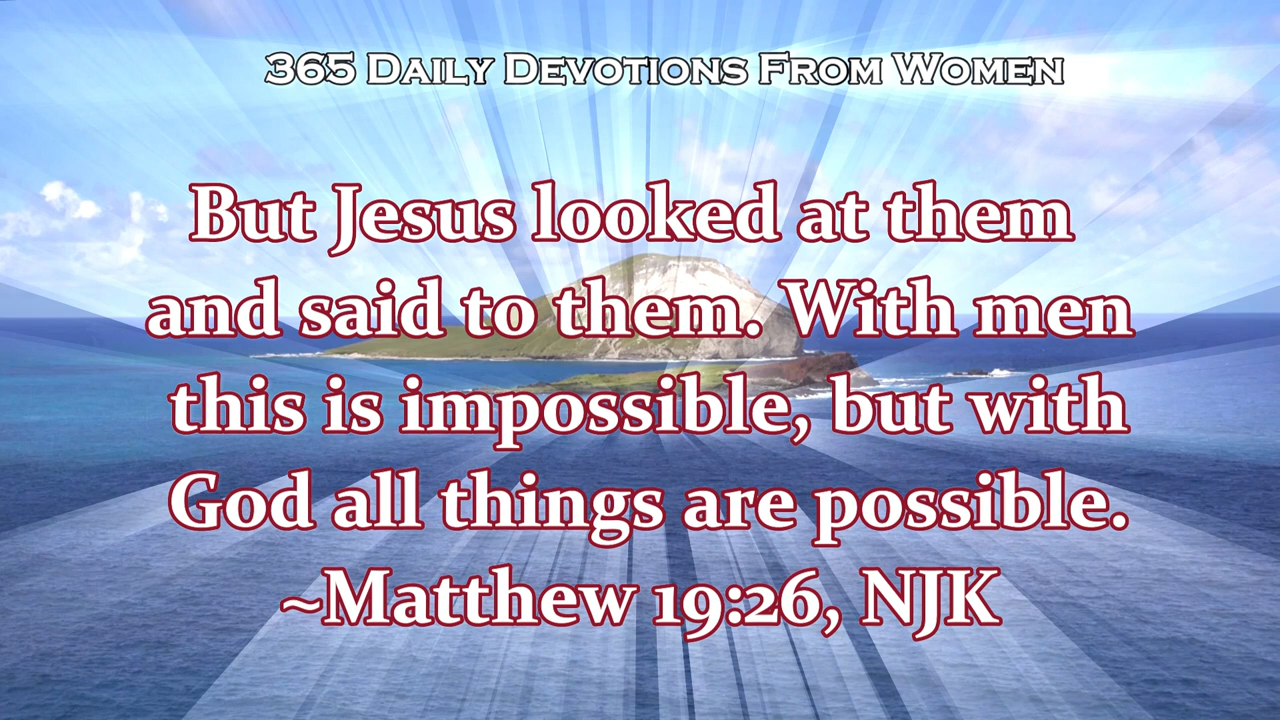 365 Daily Devotions From Women
But Jesus looked at them
and said to them. With men
this is impossible, but with
God all things are possible.
~Matthew 19:26, NJK